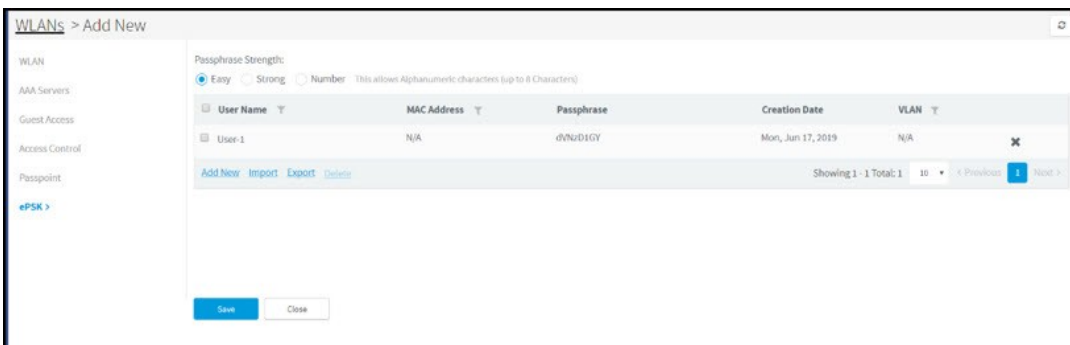 WLANs > Add New
WLAN
AAA Servers
Guest Access
Access Control
Passpoint
ePSK >
Passphrase Strength:
Easy Strong Number This allows Alphanumeric characters (up to 8 Characters)
User Name MAC Address Passphrase Creation Date VLAN
User-1 N/A dVNzD1GY Mon, Jun 17, 2019 N/A
Add New Import Export Delete Showing 1 - 1 Total: 1 10 < Previous 1 Next >
Save Close